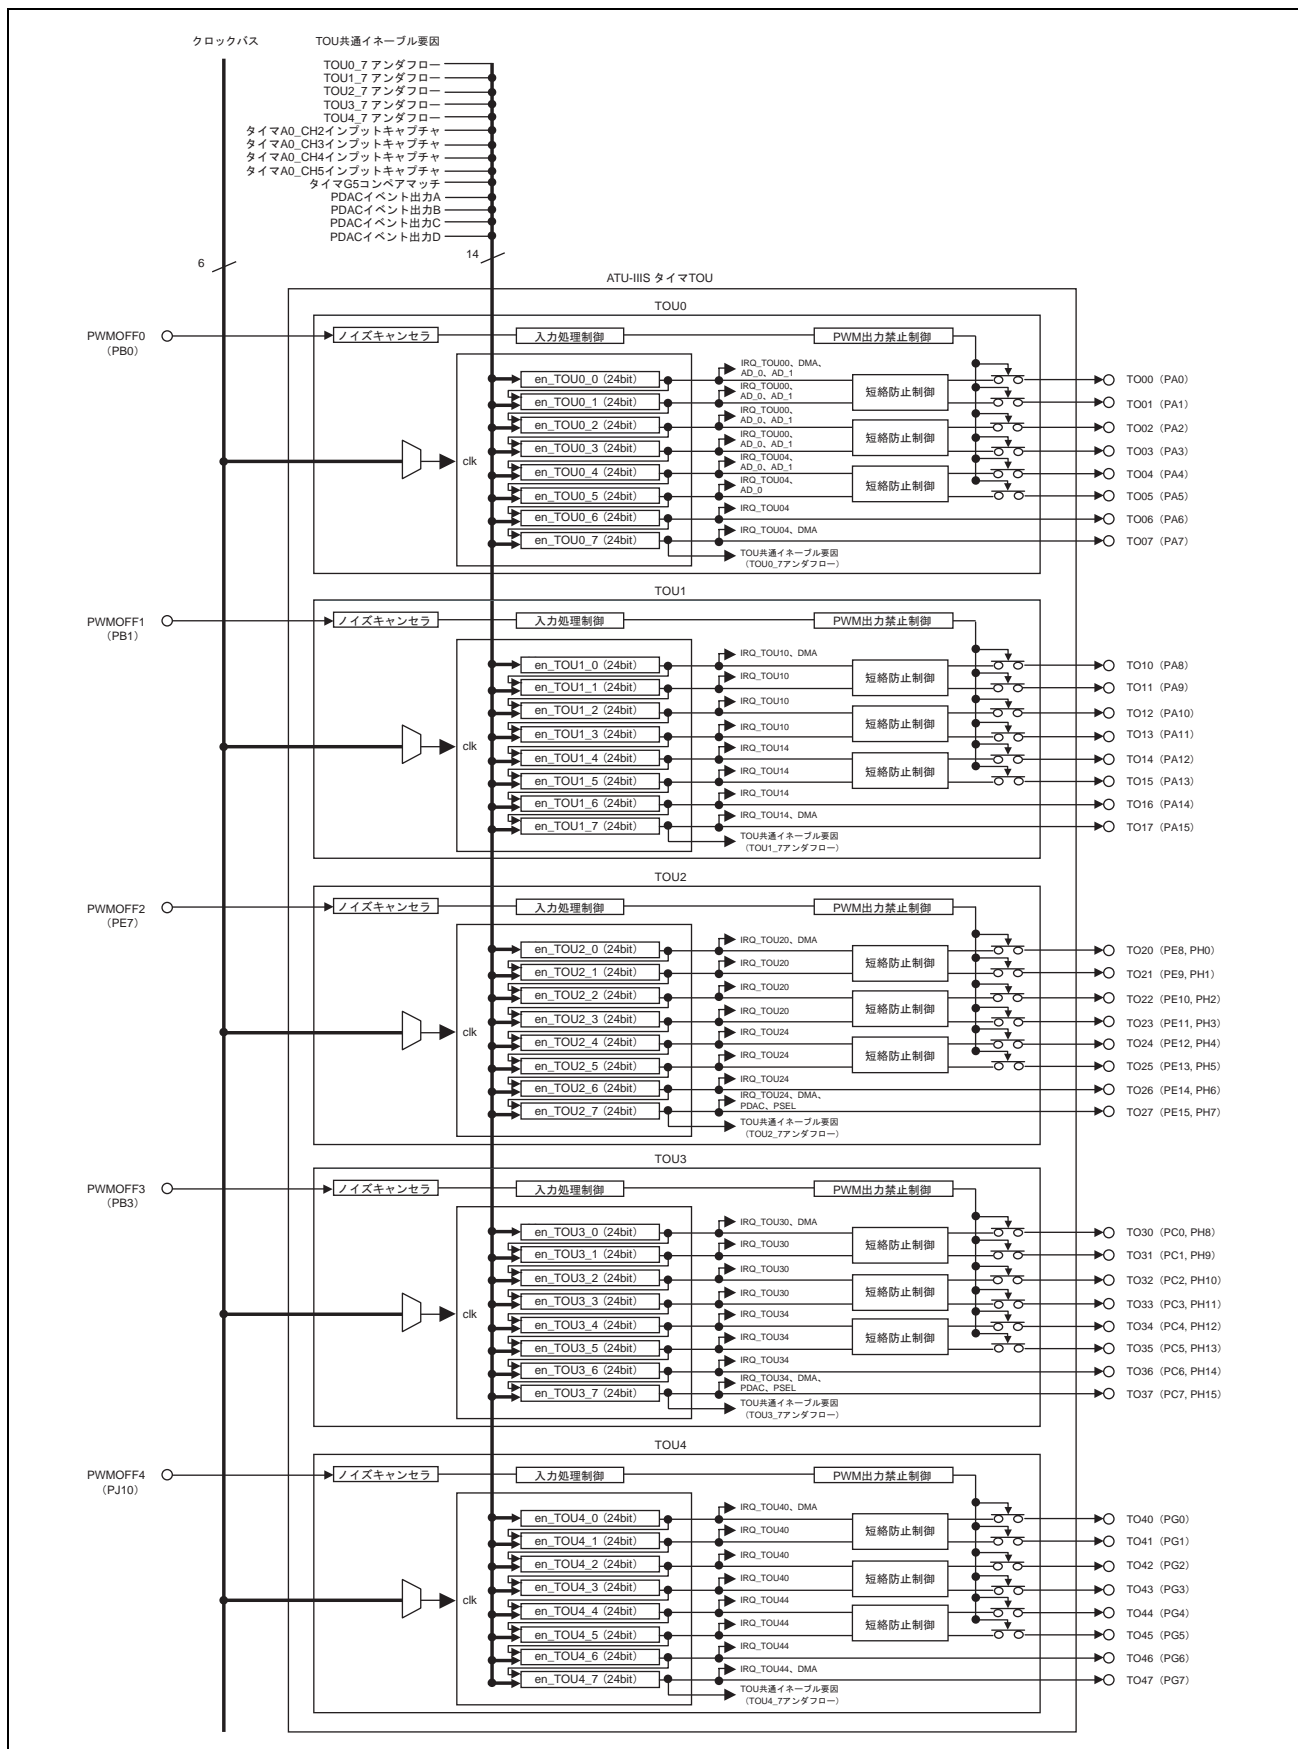 クロックバス
TOU共通イネーブル要因
TOU0_7 アンダフロー
TOU1_7 アンダフロー
TOU2_7 アンダフロー
TOU3_7 アンダフロー
TOU4_7 アンダフロー
タイマA0_CH2インプットキャプチャ
タイマA0_CH3インプットキャプチャ
タイマA0_CH4インプットキャプチャ
タイマA0_CH5インプットキャプチャ
タイマG5コンペアマッチ
PDACイベント出力A
PDACイベント出力B
PDACイベント出力C
PDACイベント出力D
6
14
ATU-IIIS タイマTOU
TOU0
PWMOFF0
(PB0)
ノイズキャンセラ
入力処理制御
PWM出力禁止制御
clk
en_TOU0_0 (24bit)
en_TOU0_1 (24bit)
en_TOU0_2 (24bit)
en_TOU0_3 (24bit)
en_TOU0_4 (24bit)
en_TOU0_5 (24bit)
en_TOU0_6 (24bit)
en_TOU0_7 (24bit)
IRQ_TOU00、DMA、
AD_0、AD_1
IRQ_TOU00、
AD_0、AD_1
IRQ_TOU00、
AD_0、AD_1
IRQ_TOU00、
AD_0、AD_1
IRQ_TOU04、
AD_0、AD_1
IRQ_TOU04、
AD_0
IRQ_TOU04
IRQ_TOU04、DMA
TOU共通イネーブル要因
(TOU0_7アンダフロー)
短絡防止制御
短絡防止制御
短絡防止制御
TO00 (PA0)
TO01 (PA1)
TO02 (PA2)
TO03 (PA3)
TO04 (PA4)
TO05 (PA5)
TO06 (PA6)
TO07 (PA7)
TOU1
PWMOFF1
(PB1)
ノイズキャンセラ
入力処理制御
PWM出力禁止制御
clk
en_TOU1_0 (24bit)
en_TOU1_1 (24bit)
en_TOU1_2 (24bit)
en_TOU1_3 (24bit)
en_TOU1_4 (24bit)
en_TOU1_5 (24bit)
en_TOU1_6 (24bit)
en_TOU1_7 (24bit)
IRQ_TOU10、DMA
IRQ_TOU10
IRQ_TOU10
IRQ_TOU10
IRQ_TOU14
IRQ_TOU14
IRQ_TOU14
IRQ_TOU14、DMA
TOU共通イネーブル要因
(TOU1_7アンダフロー)
短絡防止制御
短絡防止制御
短絡防止制御
TO10 (PA8)
TO11 (PA9)
TO12 (PA10)
TO13 (PA11)
TO14 (PA12)
TO15 (PA13)
TO16 (PA14)
TO17 (PA15)
TOU2
PWMOFF2
(PE7)
ノイズキャンセラ
入力処理制御
PWM出力禁止制御
clk
en_TOU2_0 (24bit)
en_TOU2_1 (24bit)
en_TOU2_2 (24bit)
en_TOU2_3 (24bit)
en_TOU2_4 (24bit)
en_TOU2_5 (24bit)
en_TOU2_6 (24bit)
en_TOU2_7 (24bit)
IRQ_TOU20、DMA
IRQ_TOU20
IRQ_TOU20
IRQ_TOU20
IRQ_TOU24
IRQ_TOU24
IRQ_TOU24
IRQ_TOU24、DMA、
PDAC、PSEL
TOU共通イネーブル要因
(TOU2_7アンダフロー)
短絡防止制御
短絡防止制御
短絡防止制御
TO20 (PE8, PH0)
TO21 (PE9, PH1)
TO22 (PE10, PH2)
TO23 (PE11, PH3)
TO24 (PE12, PH4)
TO25 (PE13, PH5)
TO26 (PE14, PH6)
TO27 (PE15, PH7)
TOU3
PWMOFF3
(PB3)
ノイズキャンセラ
入力処理制御
PWM出力禁止制御
clk
en_TOU3_0 (24bit)
en_TOU3_1 (24bit)
en_TOU3_2 (24bit)
en_TOU3_3 (24bit)
en_TOU3_4 (24bit)
en_TOU3_5 (24bit)
en_TOU3_6 (24bit)
en_TOU3_7 (24bit)
IRQ_TOU30、DMA
IRQ_TOU30
IRQ_TOU30
IRQ_TOU30
IRQ_TOU34
IRQ_TOU34
IRQ_TOU34
IRQ_TOU34、DMA、
PDAC、PSEL
TOU共通イネーブル要因
(TOU3_7アンダフロー)
短絡防止制御
短絡防止制御
短絡防止制御
TO30 (PC0, PH8)
TO31 (PC1, PH9)
TO32 (PC2, PH10)
TO33 (PC3, PH11)
TO34 (PC4, PH12)
TO35 (PC5, PH13)
TO36 (PC6, PH14)
TO37 (PC7, PH15)
TOU4
PWMOFF4
(PJ10)
ノイズキャンセラ
入力処理制御
PWM出力禁止制御
clk
en_TOU4_0 (24bit)
en_TOU4_1 (24bit)
en_TOU4_2 (24bit)
en_TOU4_3 (24bit)
en_TOU4_4 (24bit)
en_TOU4_5 (24bit)
en_TOU4_6 (24bit)
en_TOU4_7 (24bit)
IRQ_TOU40、DMA
IRQ_TOU40
IRQ_TOU40
IRQ_TOU40
IRQ_TOU44
IRQ_TOU44
IRQ_TOU44
IRQ_TOU44、DMA
TOU共通イネーブル要因
(TOU4_7アンダフロー)
短絡防止制御
短絡防止制御
短絡防止制御
TO40 (PG0)
TO41 (PG1)
TO42 (PG2)
TO43 (PG3)
TO44 (PG4)
TO45 (PG5)
TO46 (PG6)
TO47 (PG7)